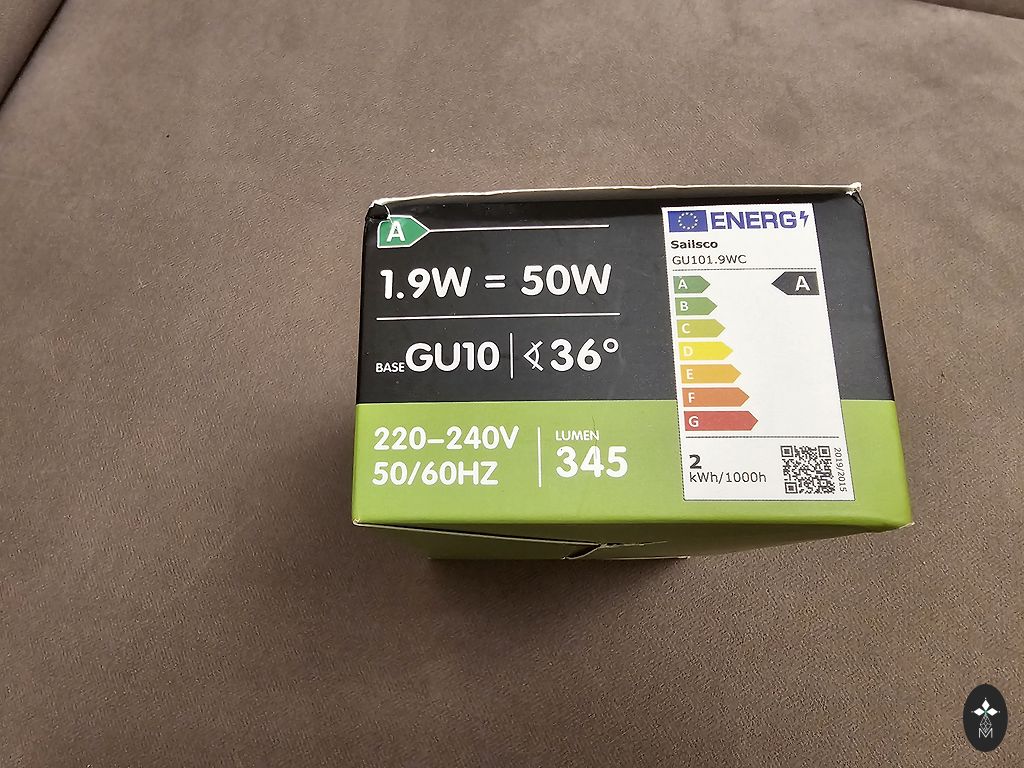 A
1.9W = 50W
BASE GU10 36°
220–240V
50/60HZ
LUMEN
345
ENERG
Sailsco
GU101.9WC
A
A
B
C
D
E
F
G
2
kWh/1000h
2019/2015
M